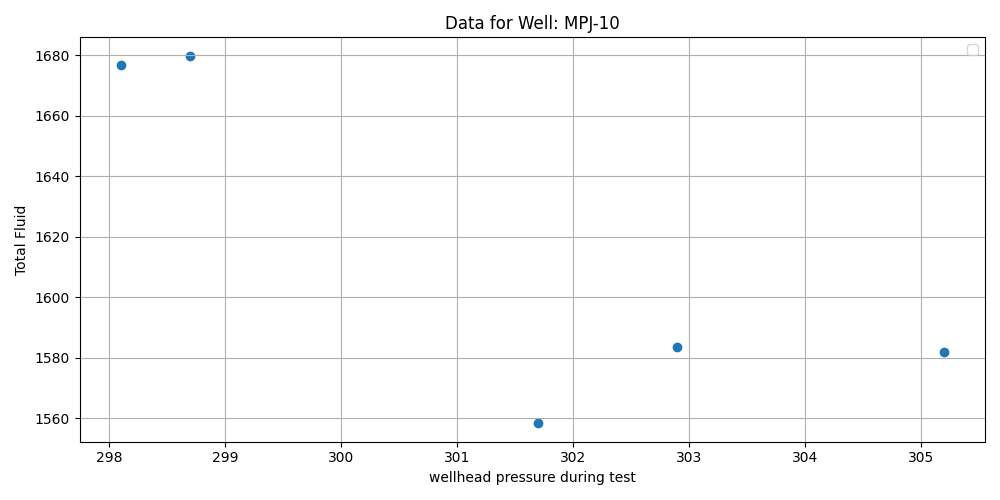 Data for Well: MPJ-10
1680
1660
1640
1620
1600
1580
1560
Total Fluid
298 299 300 301 302 303 304 305
wellhead pressure during test